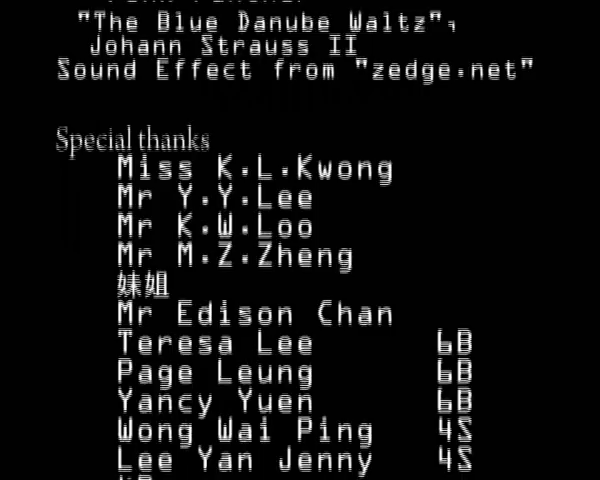 "The Blue Danube Waltz",
Johann Strauss II
Sound Effect from "zedge.net"
Special thanks
Miss K.L.Kwong
Mr Y.Y.Lee
Mr K.W.Loo
Mr M.Z.Zheng
妹姐
Mr Edison Chan
Teresa Lee 6B
Page Leung 6B
Yancy Yuen 6B
Wong Wai Ping 4S
Lee Yan Jenny 4S